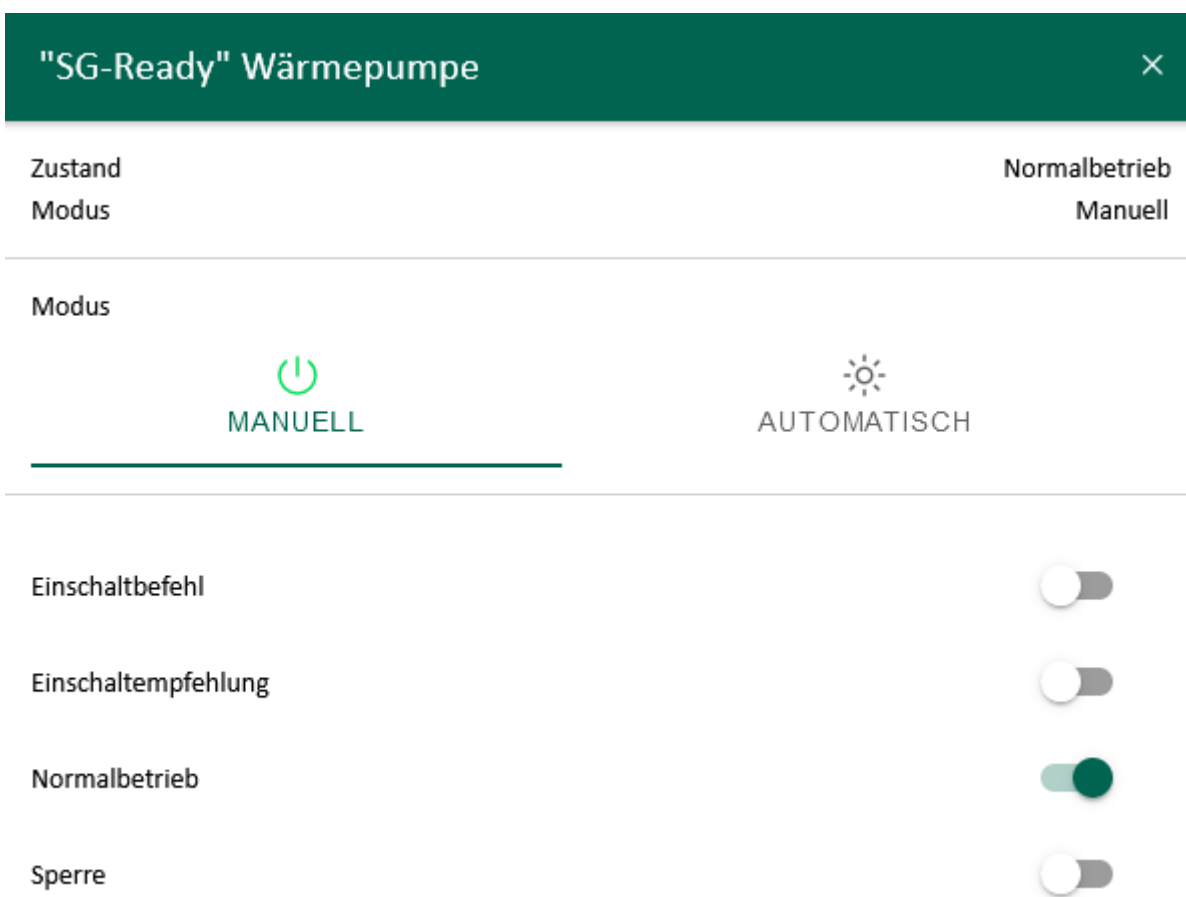 "SG-Ready" Wärmepumpe
Zustand Normalbetrieb
Modus Manuell
Modus
MANUELL AUTOMATISCH
Einschaltbefehl
Einschaltempfehlung
Normalbetrieb
Sperre